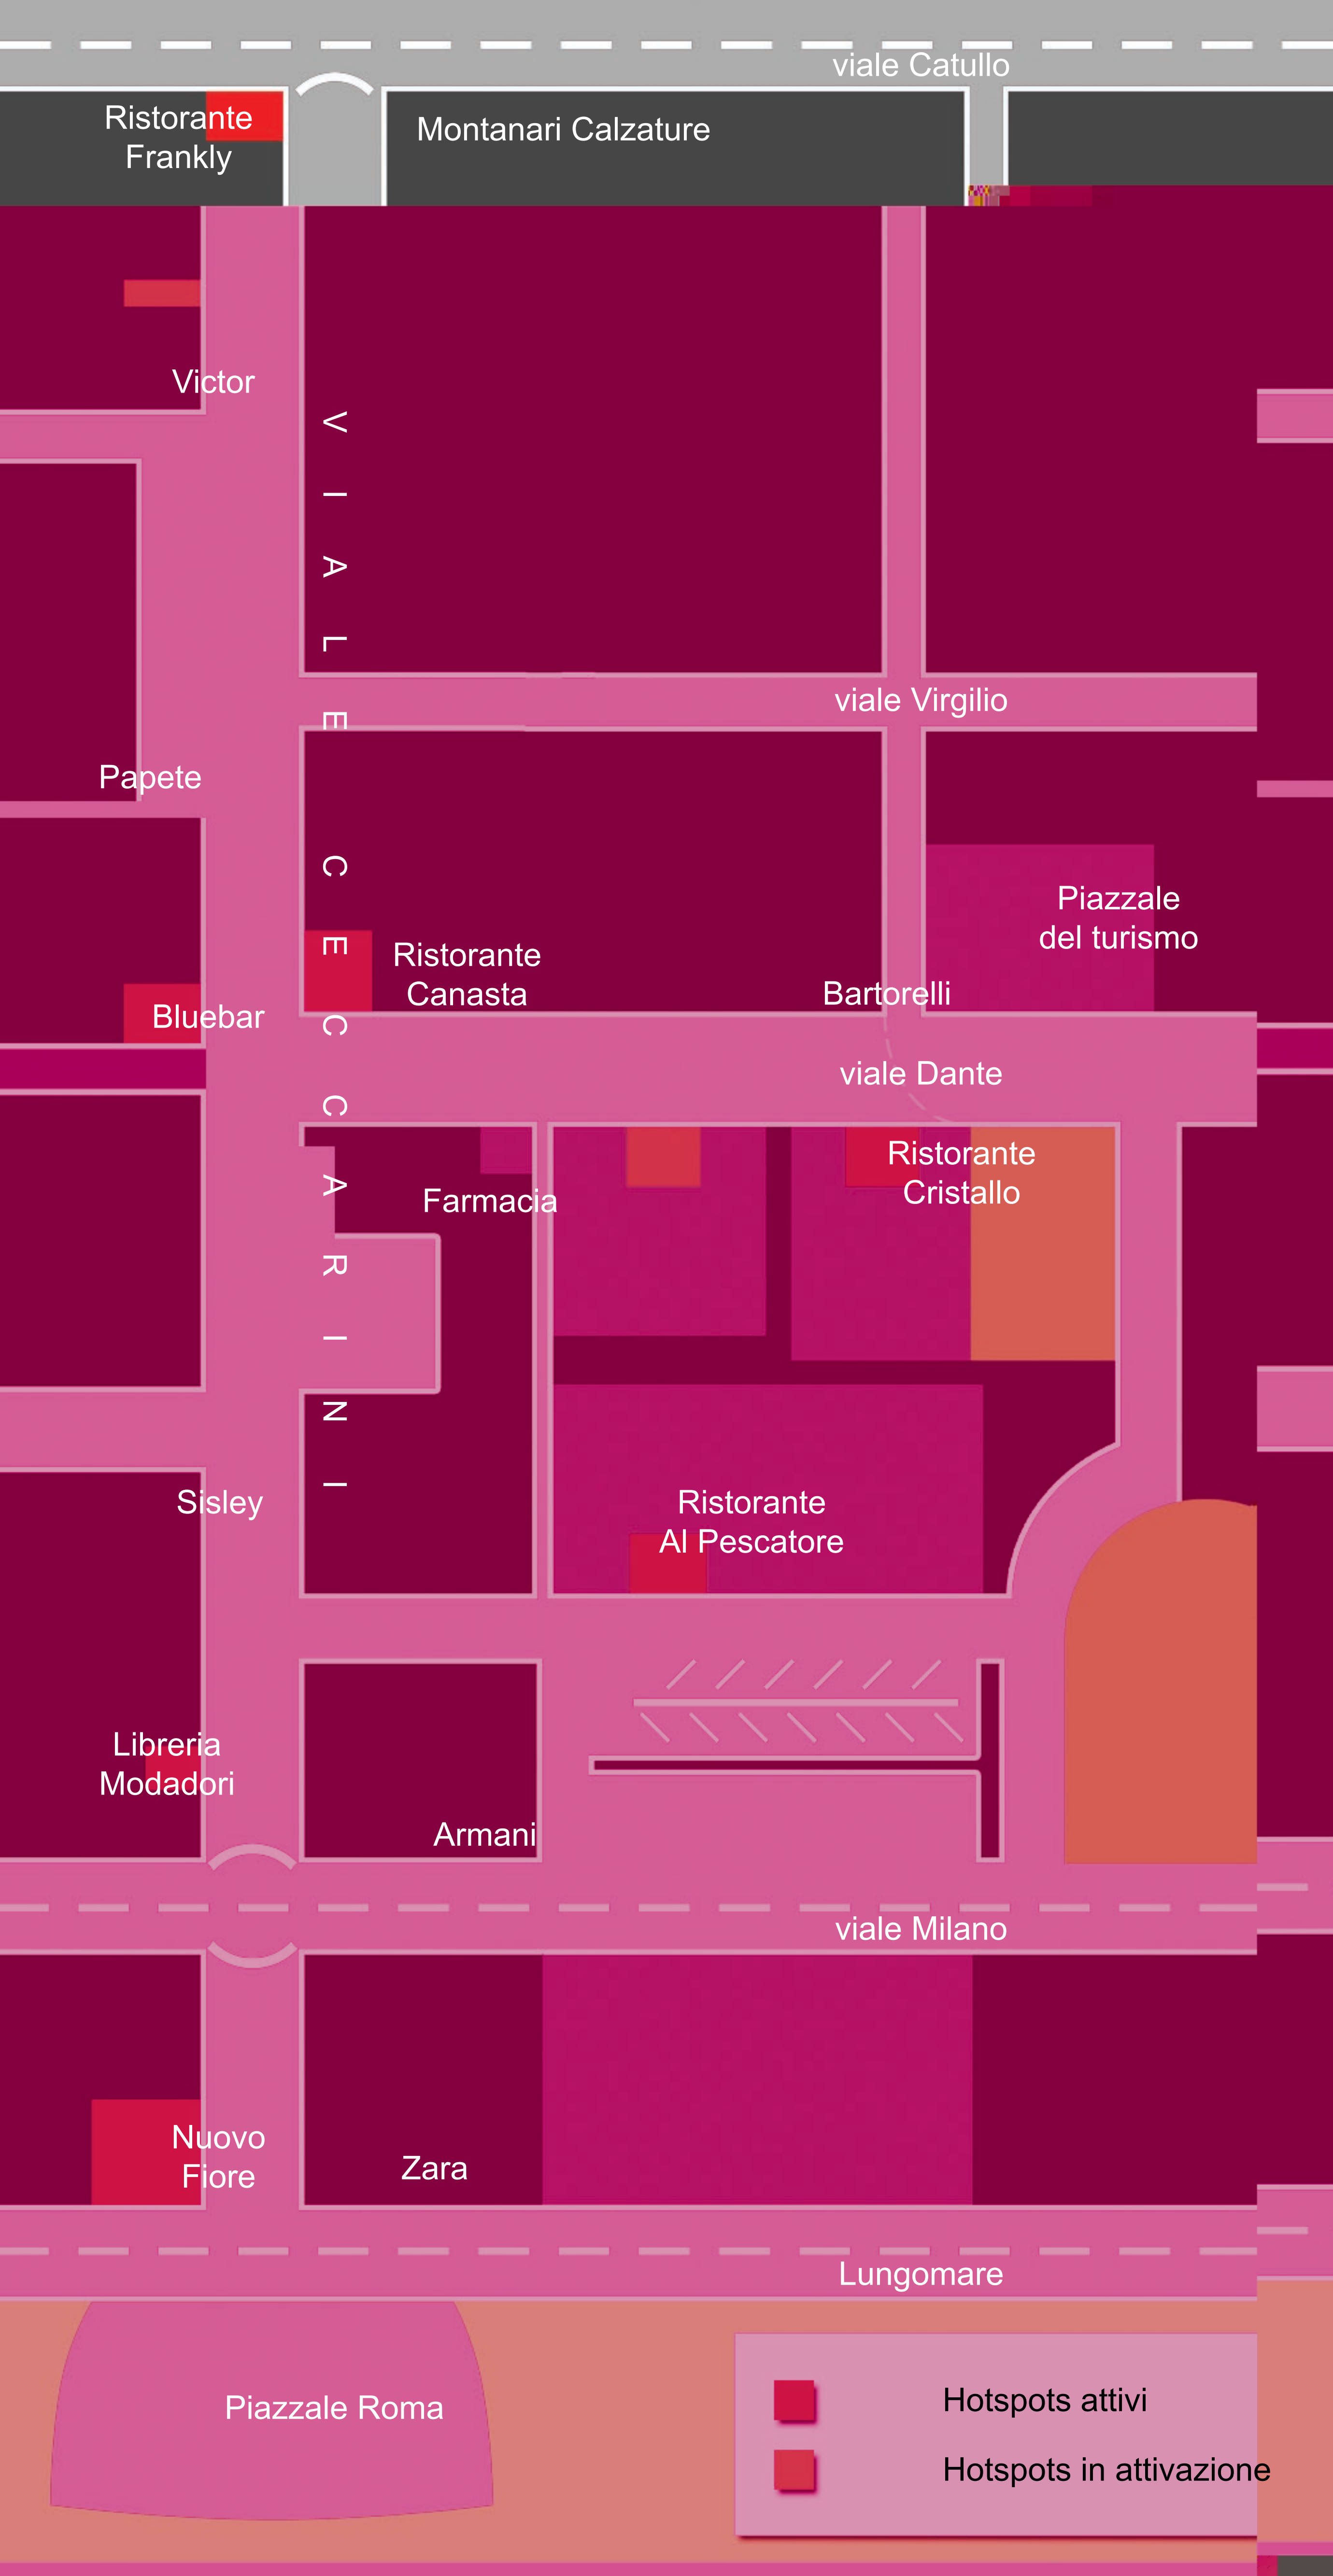 viale Catullo
Ristorante
Frankly
Montanari Calzature
Victor
VIALE CECCARINI
viale Virgilio
Papete
Piazzale
del turismo
Ristorante
Canasta
Bartorelli
Bluebar
viale Dante
Ristorante
Cristallo
Farmacia
Sisley
Ristorante
Al Pescatore
Libreria
Modadori
Armani
viale Milano
Nuovo
Fiore
Zara
Lungomare
Piazzale Roma
Hotspots attivi
Hotspots in attivazione